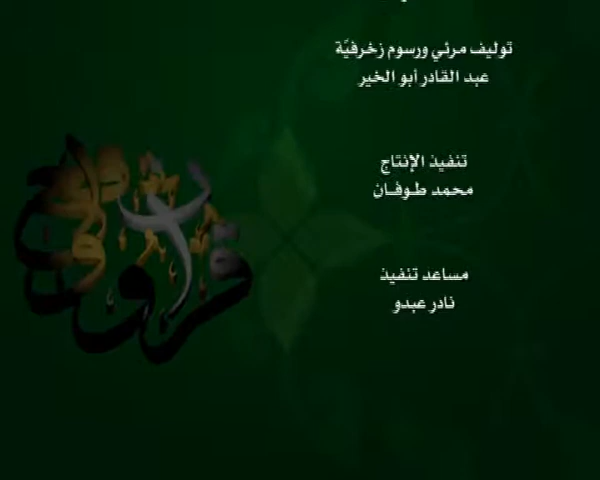 توليف مرئي ورسوم زخرفيّة
عبد القادر أبو الخير
تنفيذ الإنتاج
محمد طوفان
مساعد تنفيذ
نادر عبدو